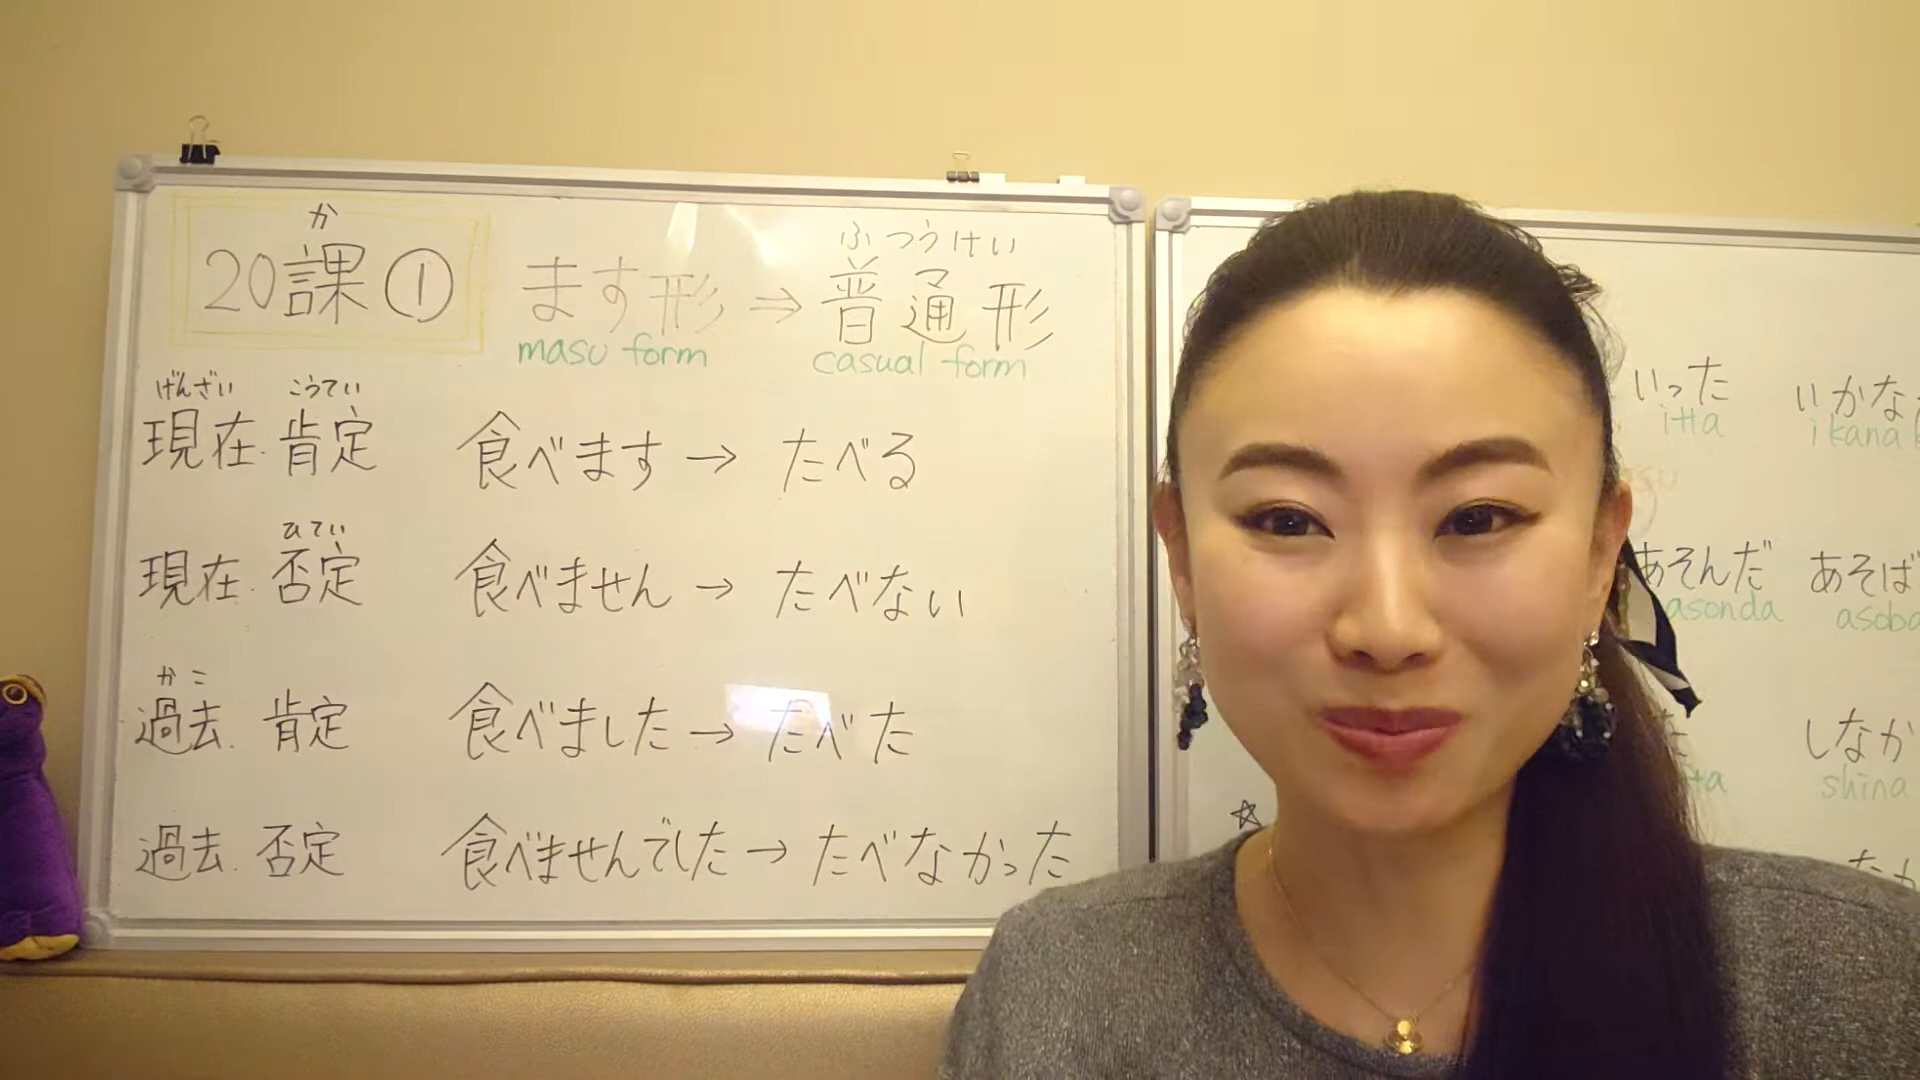 か
20課① ます形 ⇒ 普通形
ふつうけい
masu form casual form
げんざい こうてい
現在 肯定 食べます → たべる
ひてい
現在 否定 食べません → たべない
かこ
過去 肯定 食べました → たべた
過去 否定 食べませんでした → たべなかった
いった いかな
itta ikana
あそんだ あそば
asonda asoba
しなか
shina
☆